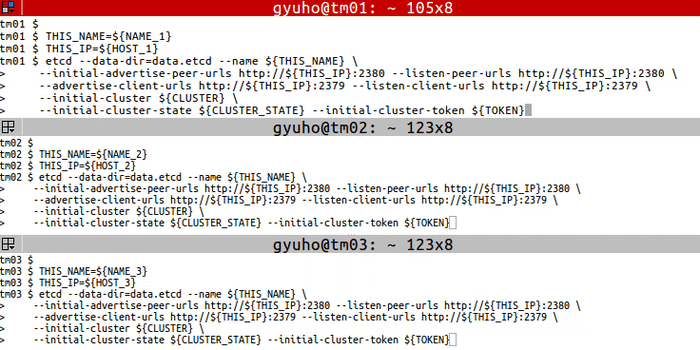 gyuho@tm01: ~ 105x8
tm01 $
tm01 $ THIS_NAME=${NAME_1}
tm01 $ THIS_IP=${HOST_1}
tm01 $ etcd --data-dir=data.etcd --name ${THIS_NAME} \
> --initial-advertise-peer-urls http://${THIS_IP}:2380 --listen-peer-urls http://${THIS_IP}:2380 \
> --advertise-client-urls http://${THIS_IP}:2379 --listen-client-urls http://${THIS_IP}:2379 \
> --initial-cluster ${CLUSTER} \
> --initial-cluster-state ${CLUSTER_STATE} --initial-cluster-token ${TOKEN}
gyuho@tm02: ~ 123x8
tm02 $
tm02 $ THIS_NAME=${NAME_2}
tm02 $ THIS_IP=${HOST_2}
tm02 $ etcd --data-dir=data.etcd --name ${THIS_NAME} \
> --initial-advertise-peer-urls http://${THIS_IP}:2380 --listen-peer-urls http://${THIS_IP}:2380 \
> --advertise-client-urls http://${THIS_IP}:2379 --listen-client-urls http://${THIS_IP}:2379 \
> --initial-cluster ${CLUSTER} \
> --initial-cluster-state ${CLUSTER_STATE} --initial-cluster-token ${TOKEN}
gyuho@tm03: ~ 123x8
tm03 $
tm03 $ THIS_NAME=${NAME_3}
tm03 $ THIS_IP=${HOST_3}
tm03 $ etcd --data-dir=data.etcd --name ${THIS_NAME} \
> --initial-advertise-peer-urls http://${THIS_IP}:2380 --listen-peer-urls http://${THIS_IP}:2380 \
> --advertise-client-urls http://${THIS_IP}:2379 --listen-client-urls http://${THIS_IP}:2379 \
> --initial-cluster ${CLUSTER} \
> --initial-cluster-state ${CLUSTER_STATE} --initial-cluster-token ${TOKEN}